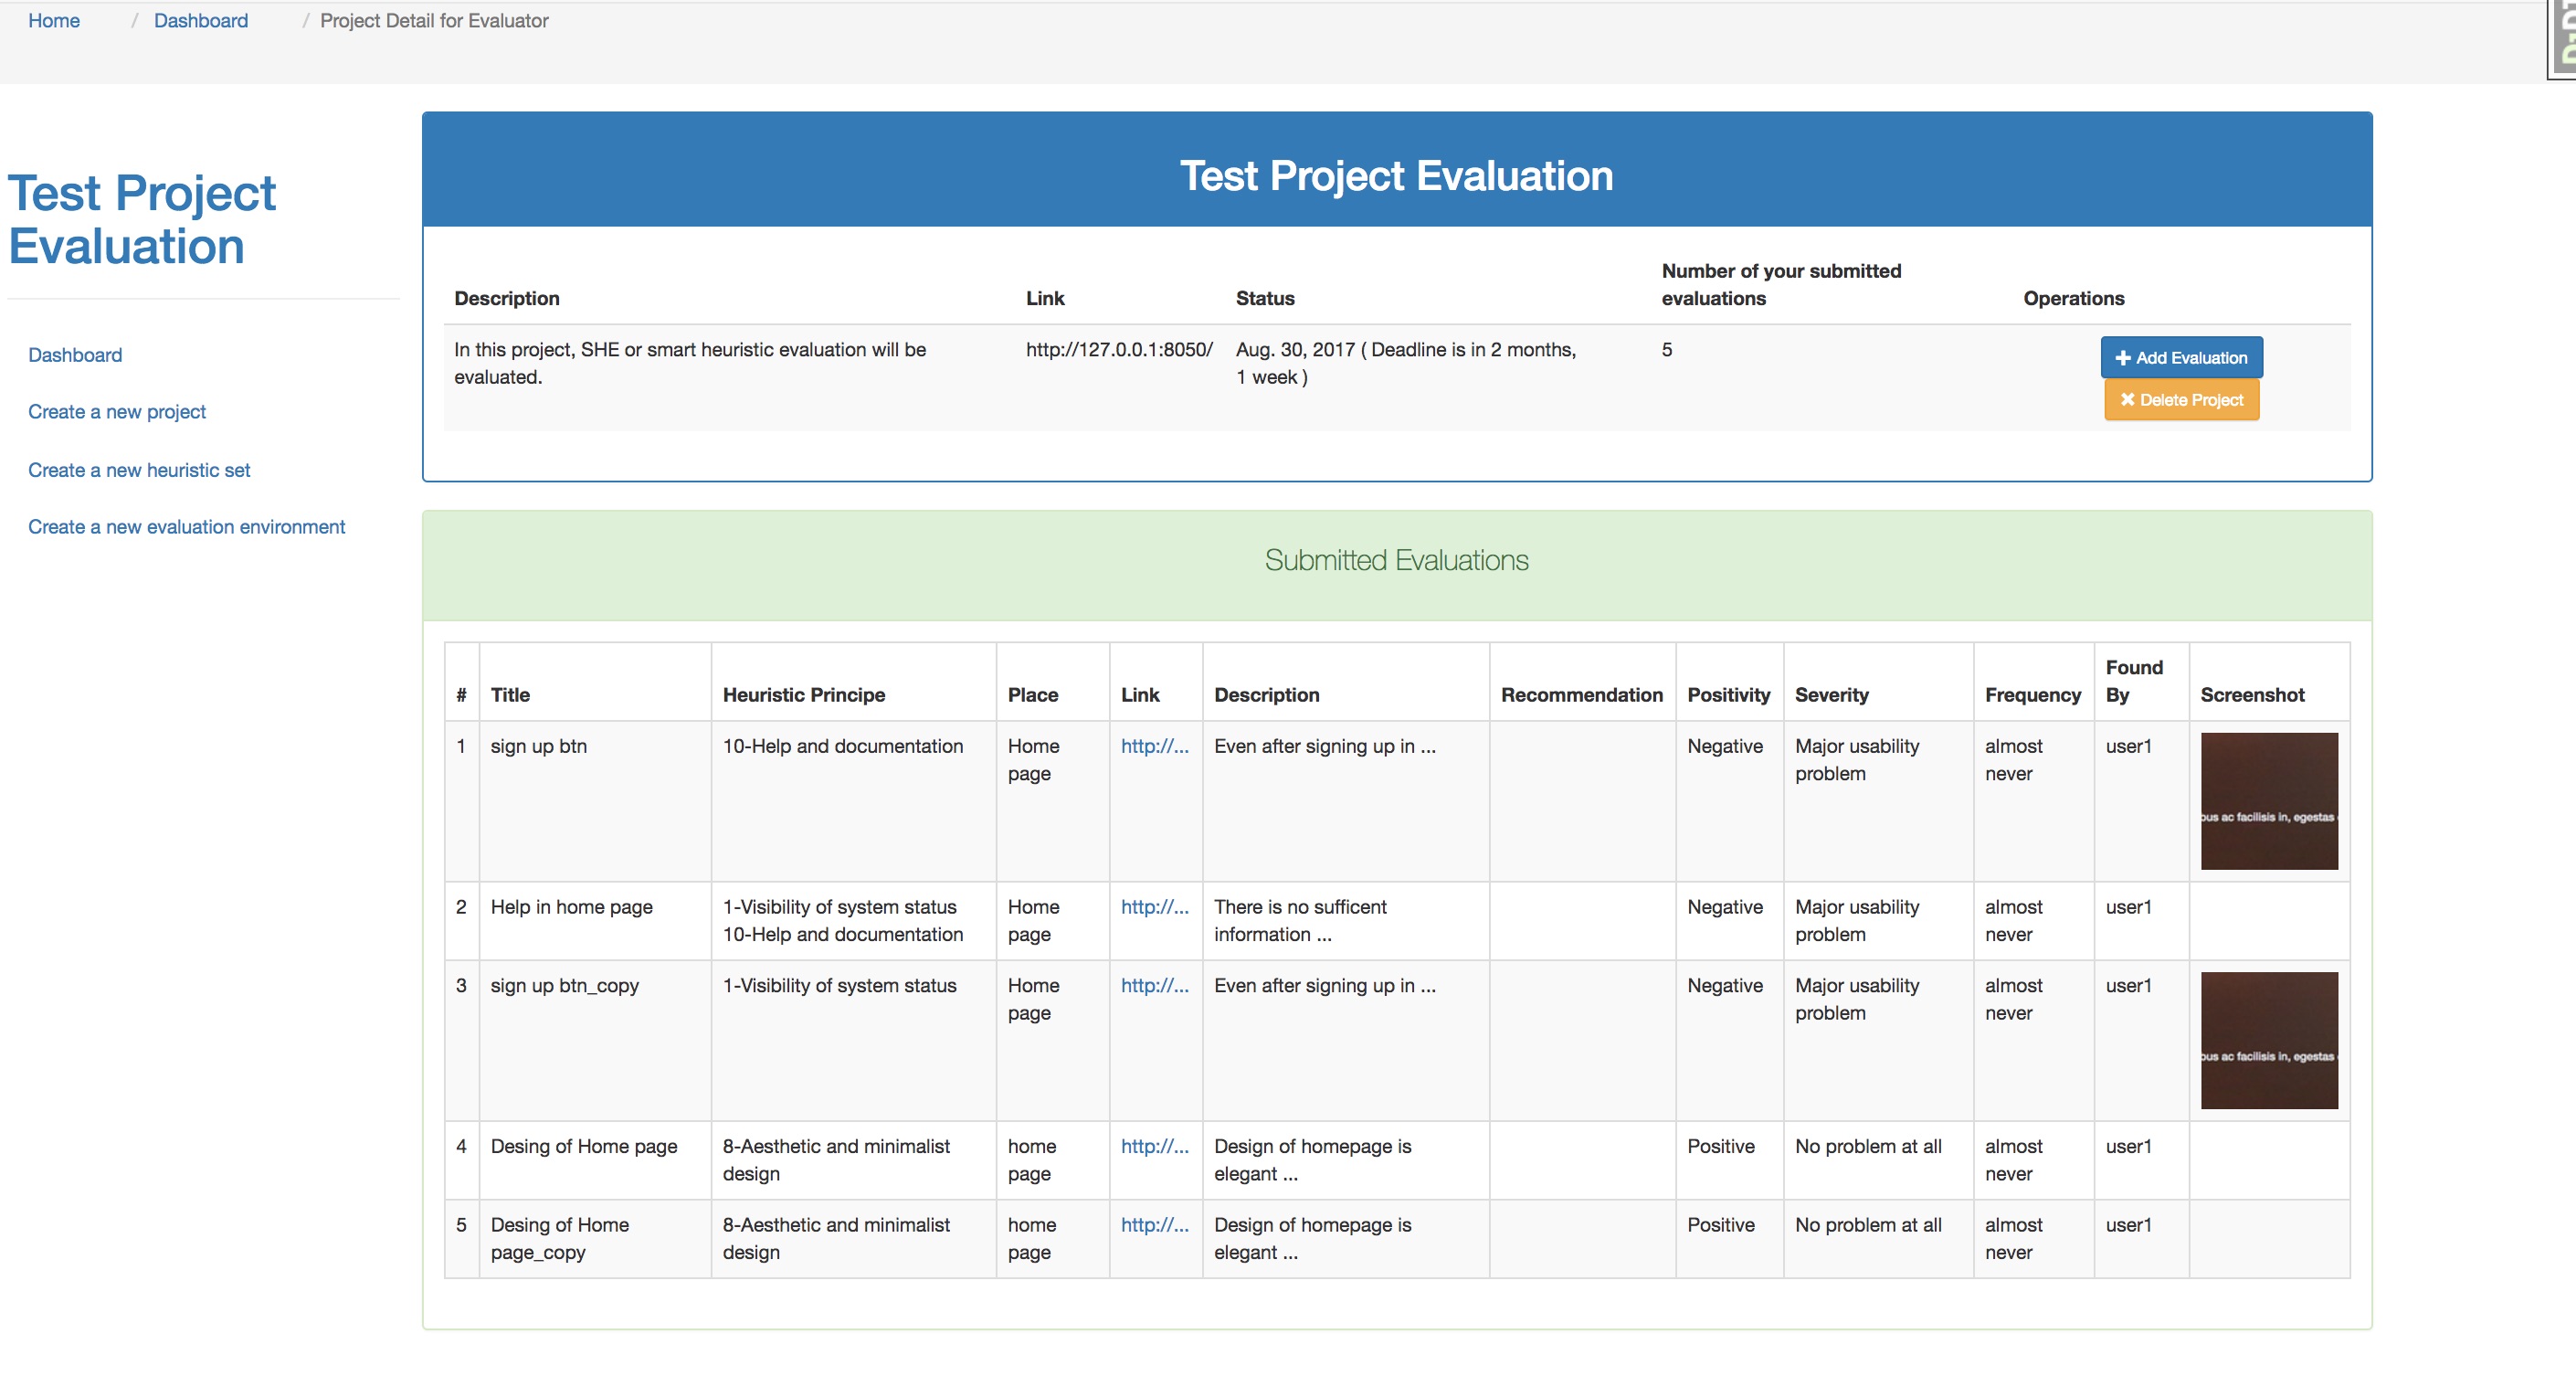 Home / Dashboard / Project Detail for Evaluator
Test Project
Evaluation
Dashboard
Create a new project
Create a new heuristic set
Create a new evaluation environment
Test Project Evaluation
Description Link Status Number of your submitted evaluations Operations
In this project, SHE or smart heuristic evaluation will be evaluated. http://127.0.0.1:8050/ Aug. 30, 2017 ( Deadline is in 2 months, 1 week ) 5
Add Evaluation
Delete Project
Submitted Evaluations
# Title Heuristic Principe Place Link Description Recommendation Positivity Severity Frequency Found By Screenshot
1 sign up btn 10-Help and documentation Home page http://... Even after signing up in ... Negative Major usability problem almost never user1
ac facilisis in, egestas
2 Help in home page 1-Visibility of system status 10-Help and documentation Home page http://... There is no sufficent information ... Negative Major usability problem almost never user1
3 sign up btn_copy 1-Visibility of system status Home page http://... Even after signing up in ... Negative Major usability problem almost never user1
ac facilisis in, egestas
4 Desing of Home page 8-Aesthetic and minimalist design home page http://... Design of homepage is elegant ... Positive No problem at all almost never user1
5 Desing of Home page_copy 8-Aesthetic and minimalist design home page http://... Design of homepage is elegant ... Positive No problem at all almost never user1